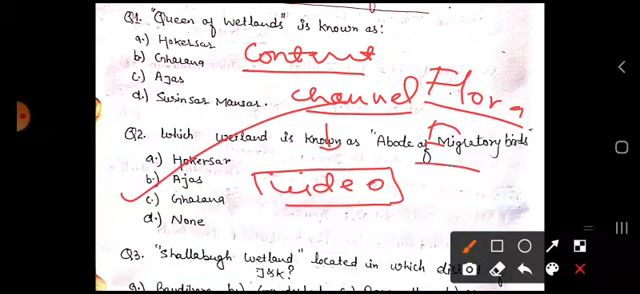 Q1. "Queen of wetlands" is known as:
a.) Hokersar
b) Gharana
c) Ajas
d.) Surinsar Mansar.
Content
channel Flora
Q2. Which wetland is known as "Abode of Migratory birds"
a.) Hokersar
b.) Ajas
c.) Gharana
d.) None
video
Q3. "Shallabugh wetland" located in which
J&K?
a.) Bandipora b.)